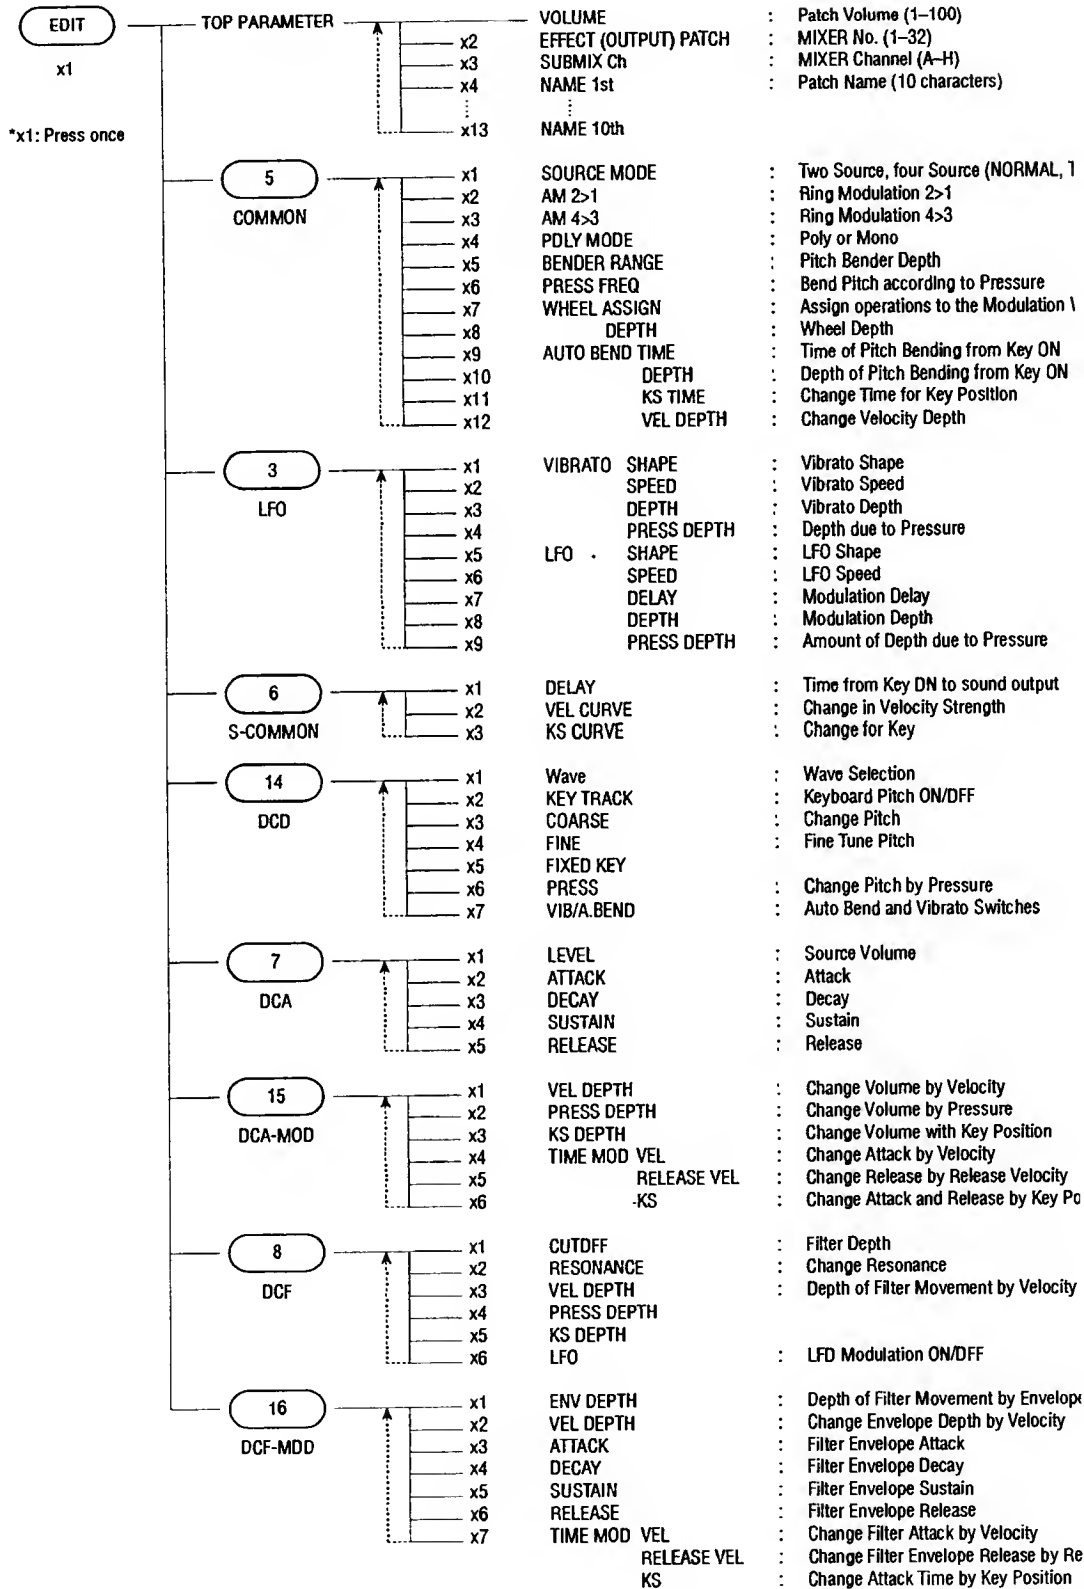 EDIT TOP PARAMETER VOLUME : Patch Volume (1–100)
x2 EFFECT (OUTPUT) PATCH : MIXER No. (1–32)
x1 x3 SUBMIX Ch : MIXER Channel (A–H)
x4 NAME 1st : Patch Name (10 characters)
*x1: Press once x13 NAME 10th
5 x1 SOURCE MODE : Two Source, four Source (NORMAL,
x2 AM 2>1 : Ring Modulation 2>1
COMMON x3 AM 4>3 : Ring Modulation 4>3
x4 PDLY MODE : Poly or Mono
x5 BENDER RANGE : Pitch Bender Depth
x6 PRESS FREQ : Bend Pitch according to Pressure
x7 WHEEL ASSIGN : Assign operations to the Modulation
x8 DEPTH : Wheel Depth
x9 AUTO BEND TIME : Time of Pitch Bending from Key ON
x10 DEPTH : Depth of Pitch Bending from Key ON
x11 KS TIME : Change Time for Key Position
x12 VEL DEPTH : Change Velocity Depth
3 x1 VIBRATO SHAPE : Vibrato Shape
x2 SPEED : Vibrato Speed
LFO x3 DEPTH : Vibrato Depth
x4 PRESS DEPTH : Depth due to Pressure
x5 LFO . SHAPE : LFO Shape
x6 SPEED : LFO Speed
x7 DELAY : Modulation Delay
x8 DEPTH : Modulation Depth
x9 PRESS DEPTH : Amount of Depth due to Pressure
6 x1 DELAY : Time from Key DN to sound output
x2 VEL CURVE : Change in Velocity Strength
S-COMMON x3 KS CURVE : Change for Key
14 x1 Wave : Wave Selection
x2 KEY TRACK : Keyboard Pitch ON/DFF
DCD x3 COARSE : Change Pitch
x4 FINE : Fine Tune Pitch
x5 FIXED KEY
x6 PRESS : Change Pitch by Pressure
x7 VIB/A.BEND : Auto Bend and Vibrato Switches
7 x1 LEVEL : Source Volume
x2 ATTACK : Attack
DCA x3 DECAY : Decay
x4 SUSTAIN : Sustain
x5 RELEASE : Release
15 x1 VEL DEPTH : Change Volume by Velocity
x2 PRESS DEPTH : Change Volume by Pressure
DCA-MOD x3 KS DEPTH : Change Volume with Key Position
x4 TIME MOD VEL : Change Attack by Velocity
x5 RELEASE VEL : Change Release by Release Velocity
x6 -KS : Change Attack and Release by Key Po
8 x1 CUTDFF : Filter Depth
x2 RESONANCE : Change Resonance
DCF x3 VEL DEPTH : Depth of Filter Movement by Velocity
x4 PRESS DEPTH
x5 KS DEPTH
x6 LFO : LFD Modulation ON/DFF
16 x1 ENV DEPTH : Depth of Filter Movement by Envelope
x2 VEL DEPTH : Change Envelope Depth by Velocity
DCF-MDD x3 ATTACK : Filter Envelope Attack
x4 DECAY : Filter Envelope Decay
x5 SUSTAIN : Filter Envelope Sustain
x6 RELEASE : Filter Envelope Release
x7 TIME MOD VEL : Change Filter Attack by Velocity
RELEASE VEL : Change Filter Envelope Release by Re
KS : Change Attack Time by Key Position